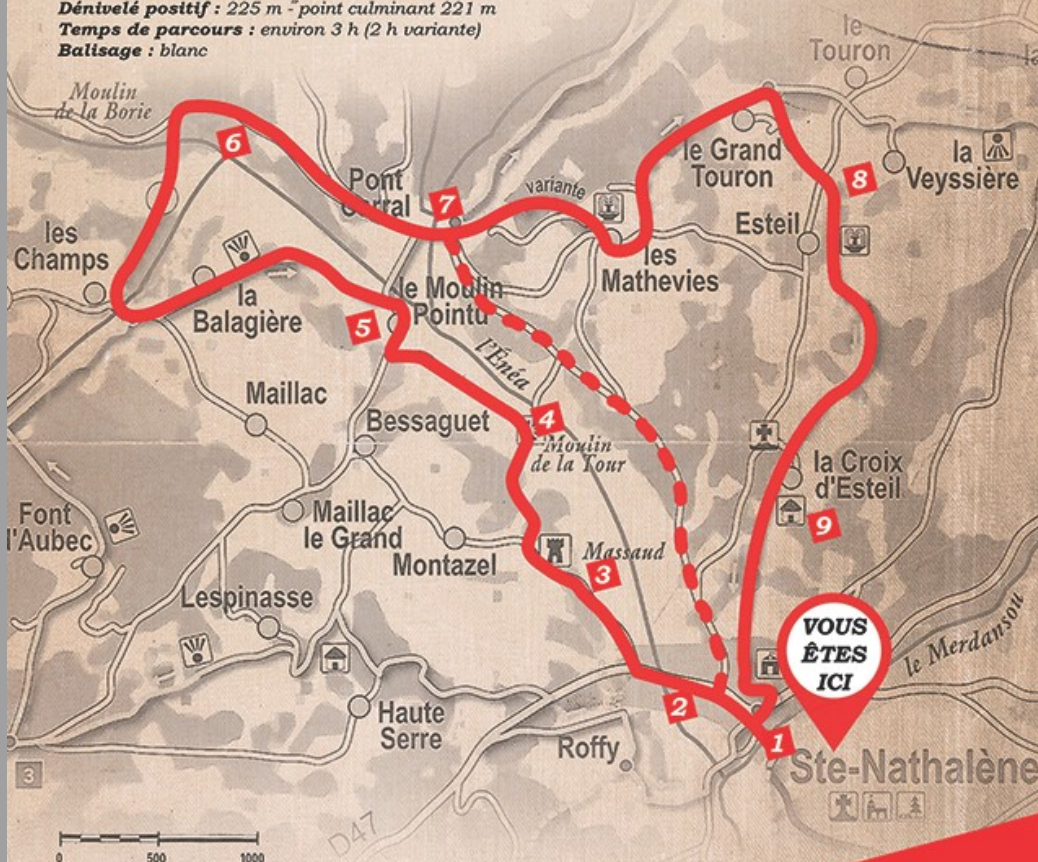 Dénivelé positif : 225 m - point culminant 221 m
Temps de parcours : environ 3 h (2 h variante)
Balisage : blanc
le
Touron
Moulin
de la Borie
6
Pont
Carral
7
variante
le Grand
Touron
8
la
Veyssière
les
Champs
Esteil
les
Mathevies
la
Balagière
le Moulin
Pointu
5
l'Énéa
Maillac
Bessaguet
4
Moulin
de la Tour
la Croix
d'Esteil
9
Font
d'Aubec
Maillac
le Grand
Montazel
Massaud
3
Lespinasse
VOUS
ÊTES
ICI
le Merdansou
2
Haute
Serre
Roffy
1
Ste-Nathalène
3
D47
0 500 1000